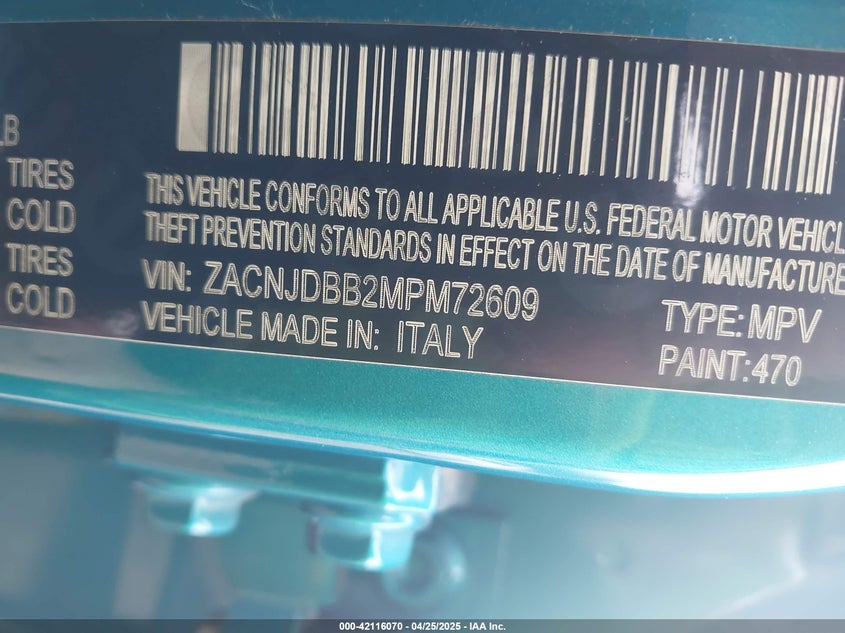 LB
TIRES
COLD
TIRES
COLD
THIS VEHICLE CONFORMS TO ALL APPLICABLE U.S. FEDERAL MOTOR VEHICL
THEFT PREVENTION STANDARDS IN EFFECT ON THE DATE OF MANUFACTURE
VIN: ZACNJDBB2MPM72609
TYPE: MPV
VEHICLE MADE IN: ITALY
PAINT: 470
000-42116070 - 04/25/2025 - IAA Inc.